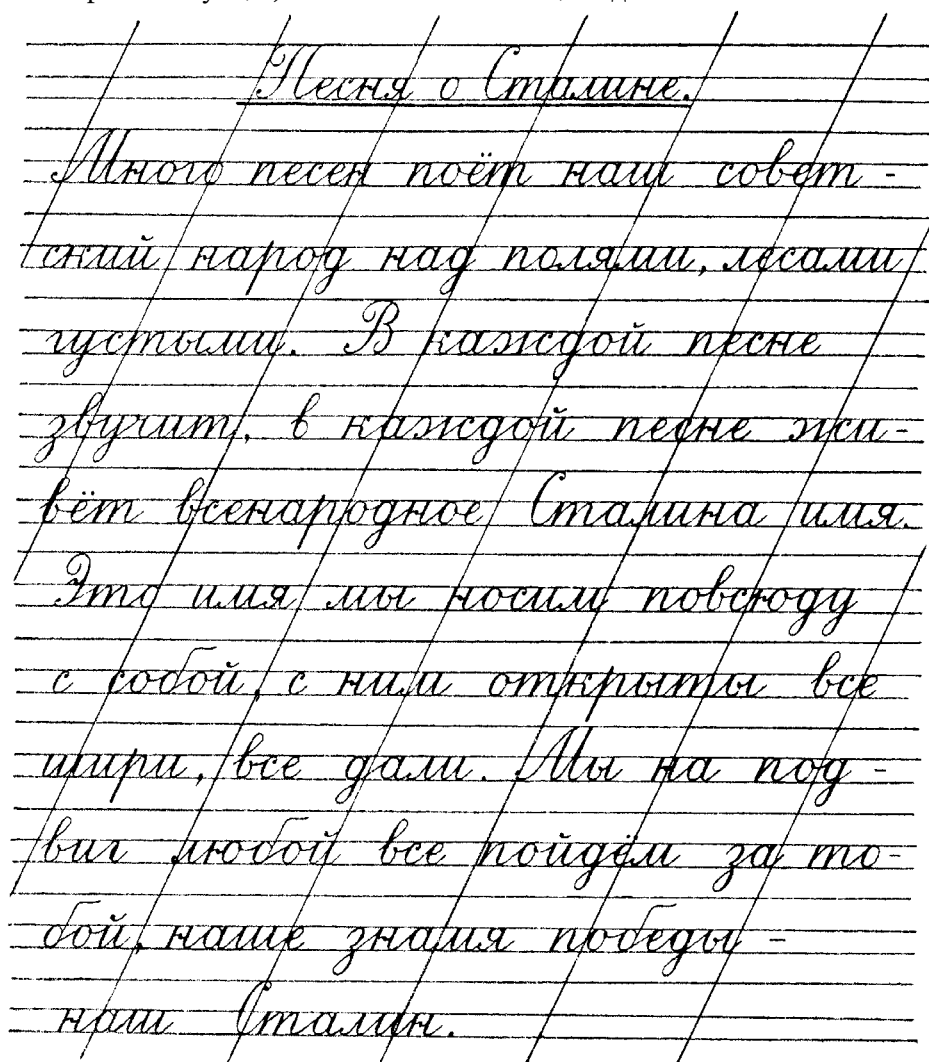 Песня о Сталине.
Много песен поёт наш совет-
ский народ над полями, лесами
густыми. В каждой песне
звучит, в каждой песне жи-
вёт всенародное Сталина имя.
Это имя мы носим повсюду
с собой, с ним открыты все
шири, все дали. Мы на под-
виг любой все пойдём за то-
бой, наше знамя победы -
наш Сталин.